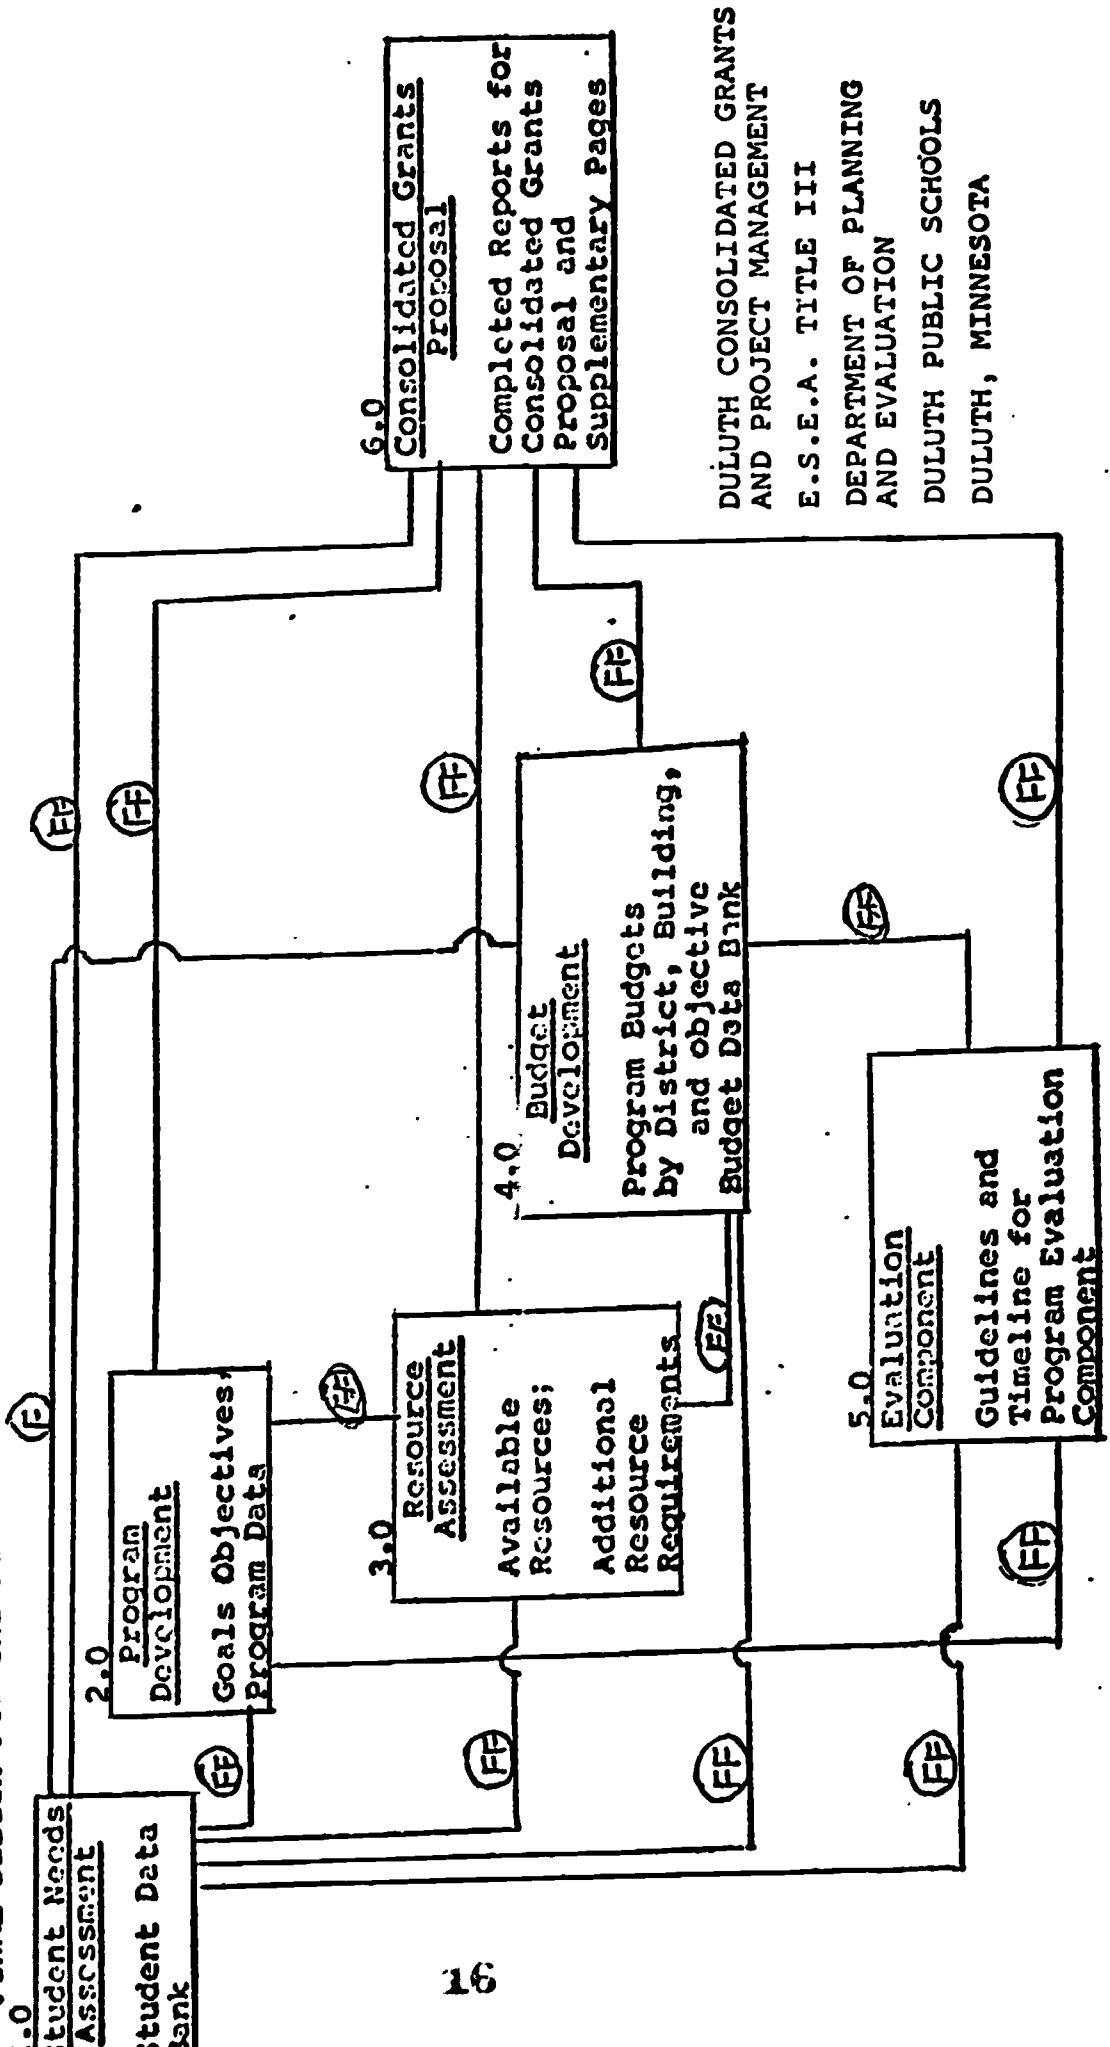 .0
Student Needs
Assessment
Student Data
Bank
F
FF
FF
FF
FF
2.0
Program
Development
Goals Objectives,
Program Data
FF
3.0
Resource
Assessment
Available
Resources;
Additional
Resource
Requirements
FF
4.0
Budget
Development
Program Budgets
by District, Building,
and objective
Budget Data Bank
FF
5.0
Evaluation
Component
Guidelines and
Timeline for
Program Evaluation
Component
FF
FF
FF
FF
FF
FF
FF
6.0
Consolidated Grants
Proposal
Completed Reports for
Consolidated Grants
Proposal and
Supplementary Pages
DULUTH CONSOLIDATED GRANTS
AND PROJECT MANAGEMENT
E.S.E.A. TITLE III
DEPARTMENT OF PLANNING
AND EVALUATION
DULUTH PUBLIC SCHOOLS
DULUTH, MINNESOTA
16